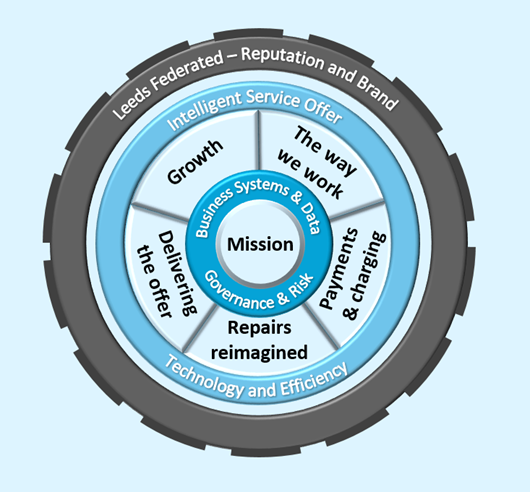 Leeds Federated – Reputation and Brand
Intelligent Service Offer
Growth
The way
we work
Business Systems & Data
Mission
Governance & Risk
Delivering
the offer
Payments
& charging
Repairs
reimagined
Technology and Efficiency